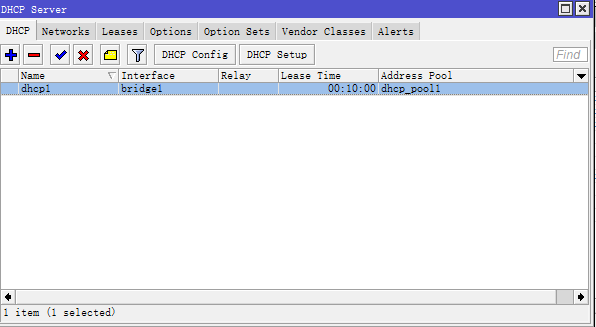 DHCP Server
DHCP Networks Leases Options Option Sets Vendor Classes Alerts
DHCP Config DHCP Setup Find
Name Interface Relay Lease Time Address Pool
dhcp1 bridge1 00:10:00 dhcp_pool1
1 item (1 selected)